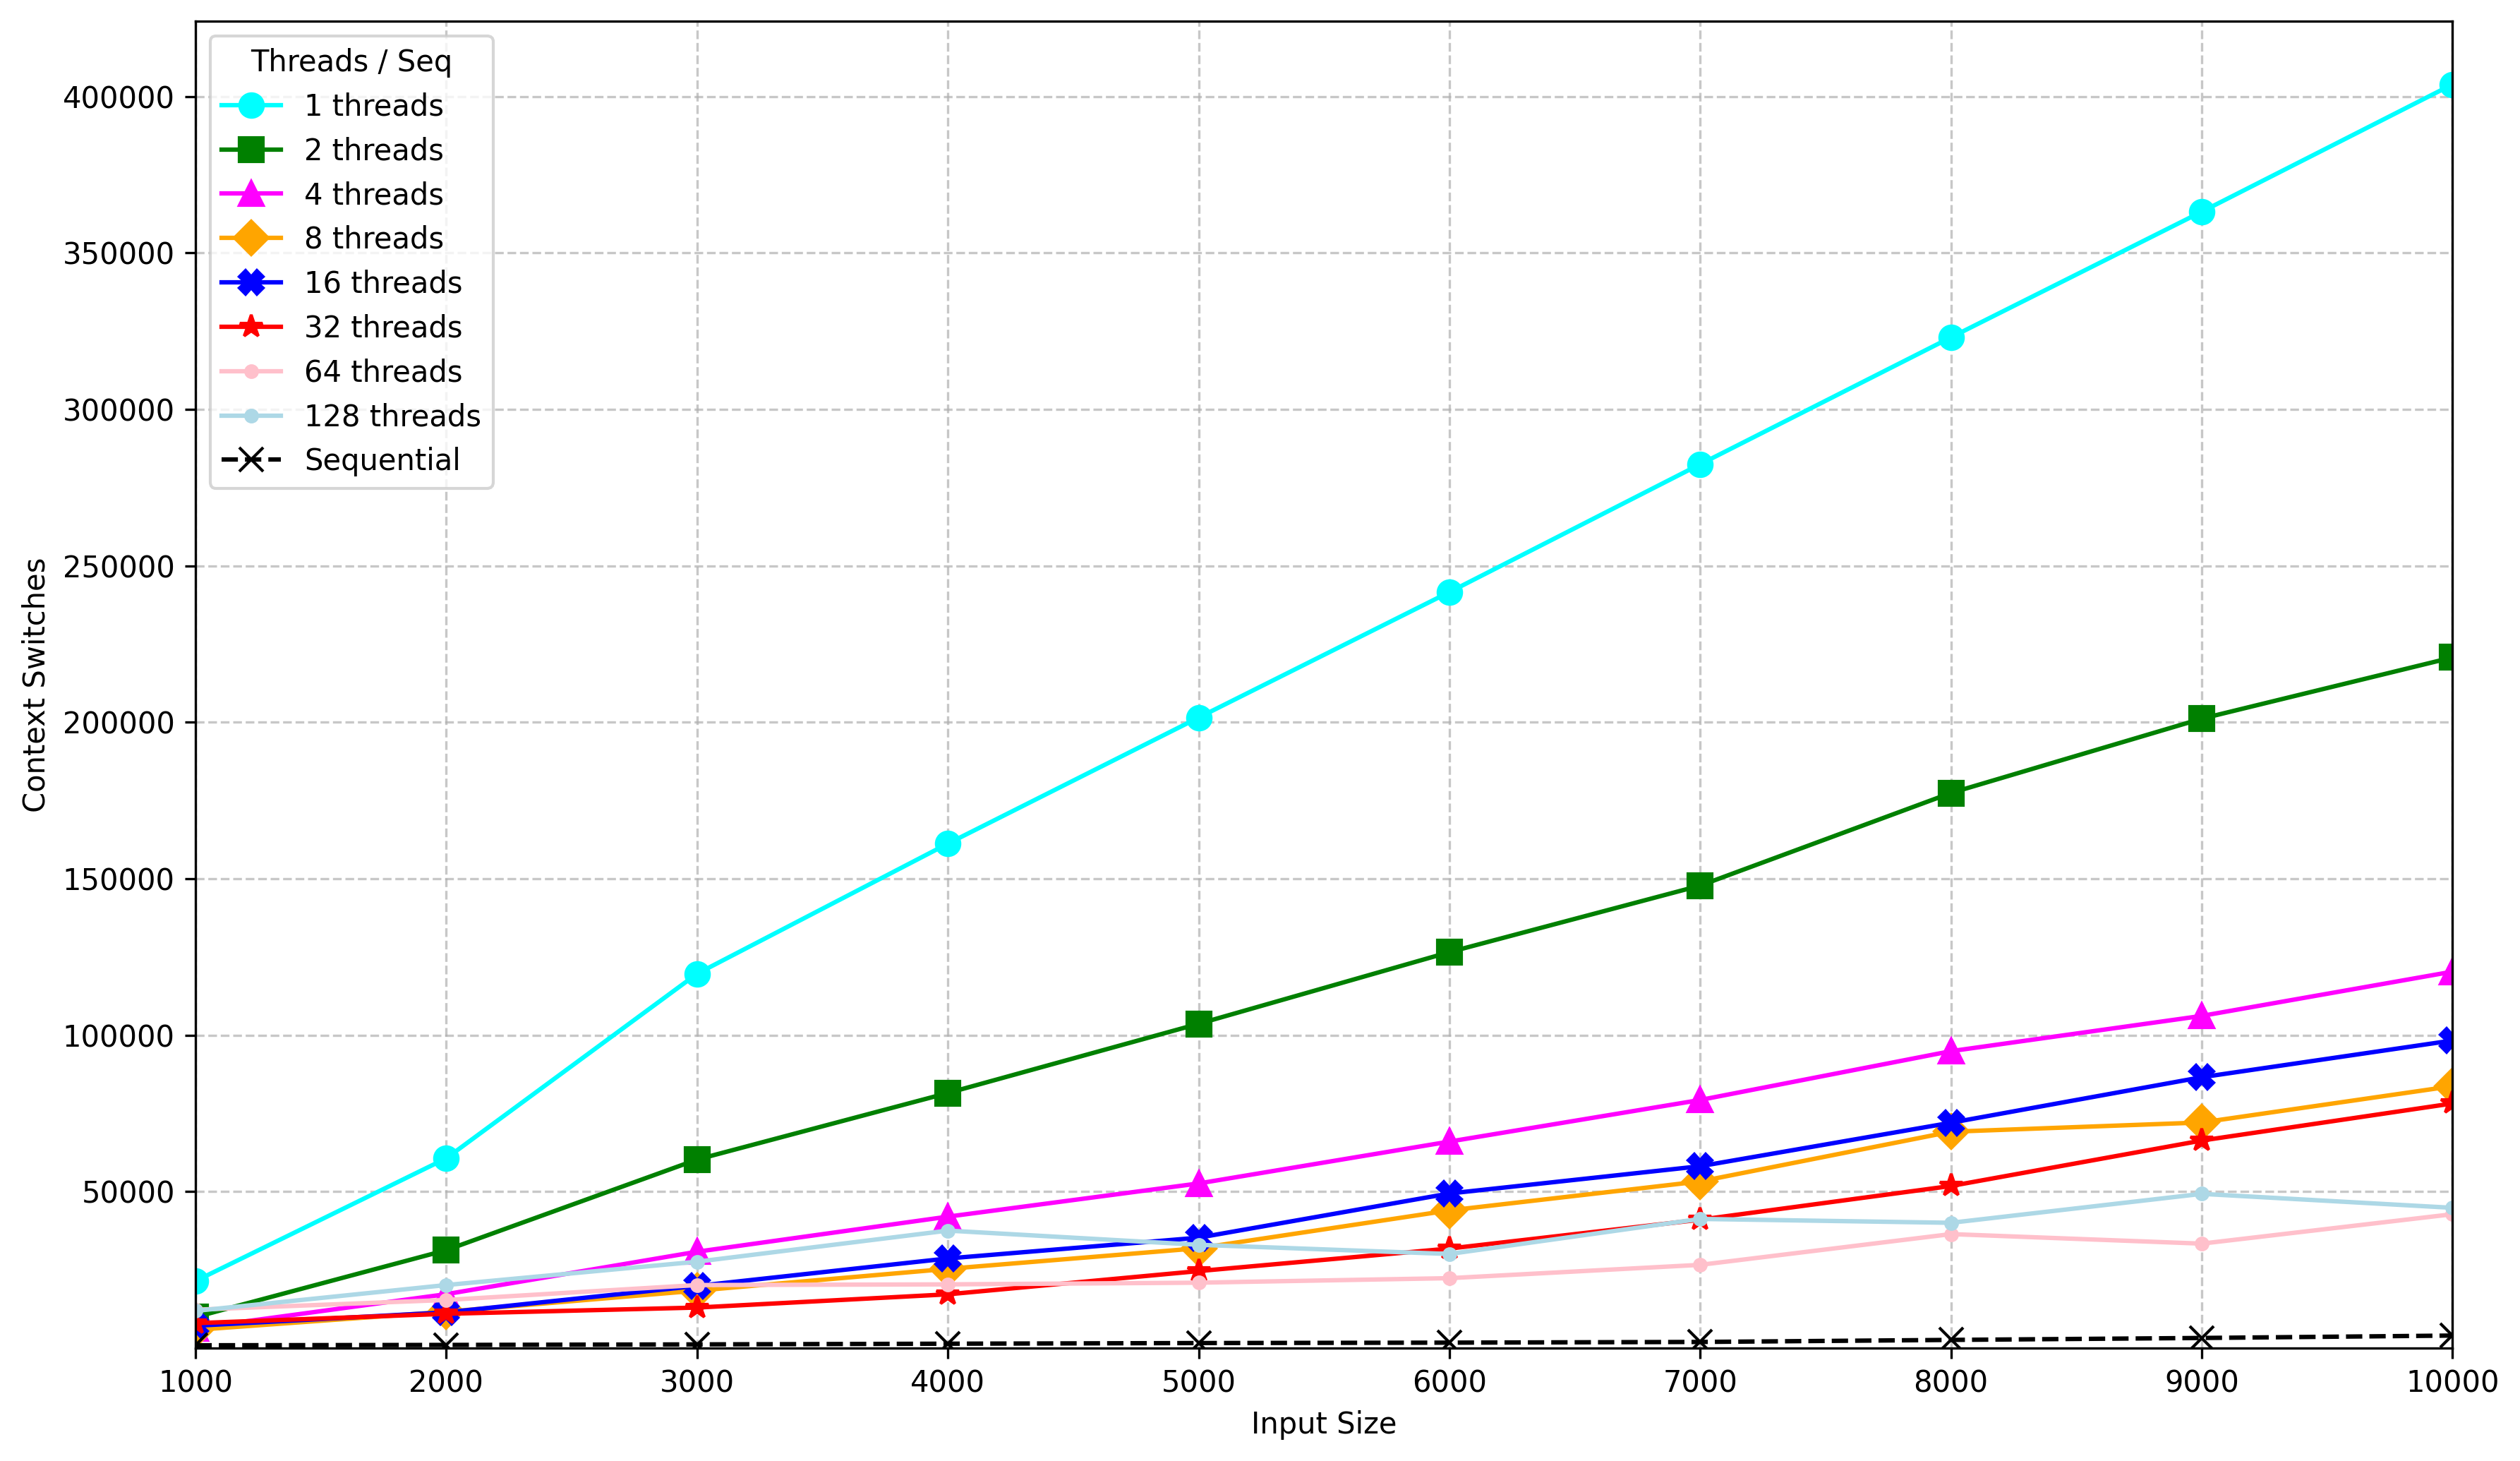 Threads / Seq
1 threads
2 threads
4 threads
8 threads
16 threads
32 threads
64 threads
128 threads
Sequential
400000
350000
300000
250000
200000
150000
100000
50000
Context Switches
1000 2000 3000 4000 5000 6000 7000 8000 9000 10000
Input Size